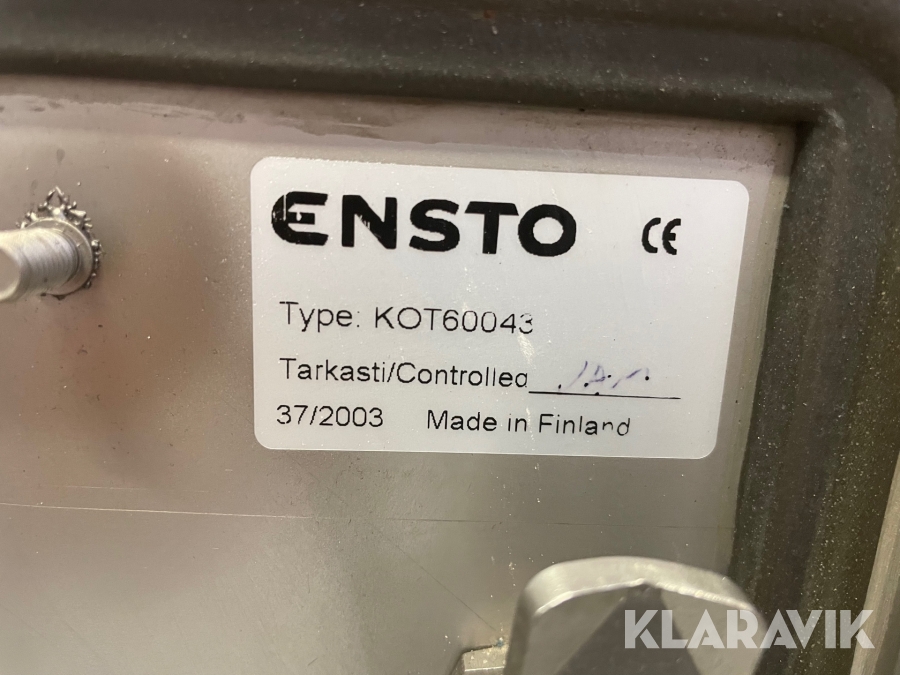 ENSTO CE
Type: KOT60043
Tarkasti/Controlled
37/2003 Made in Finland
KLARAVIK